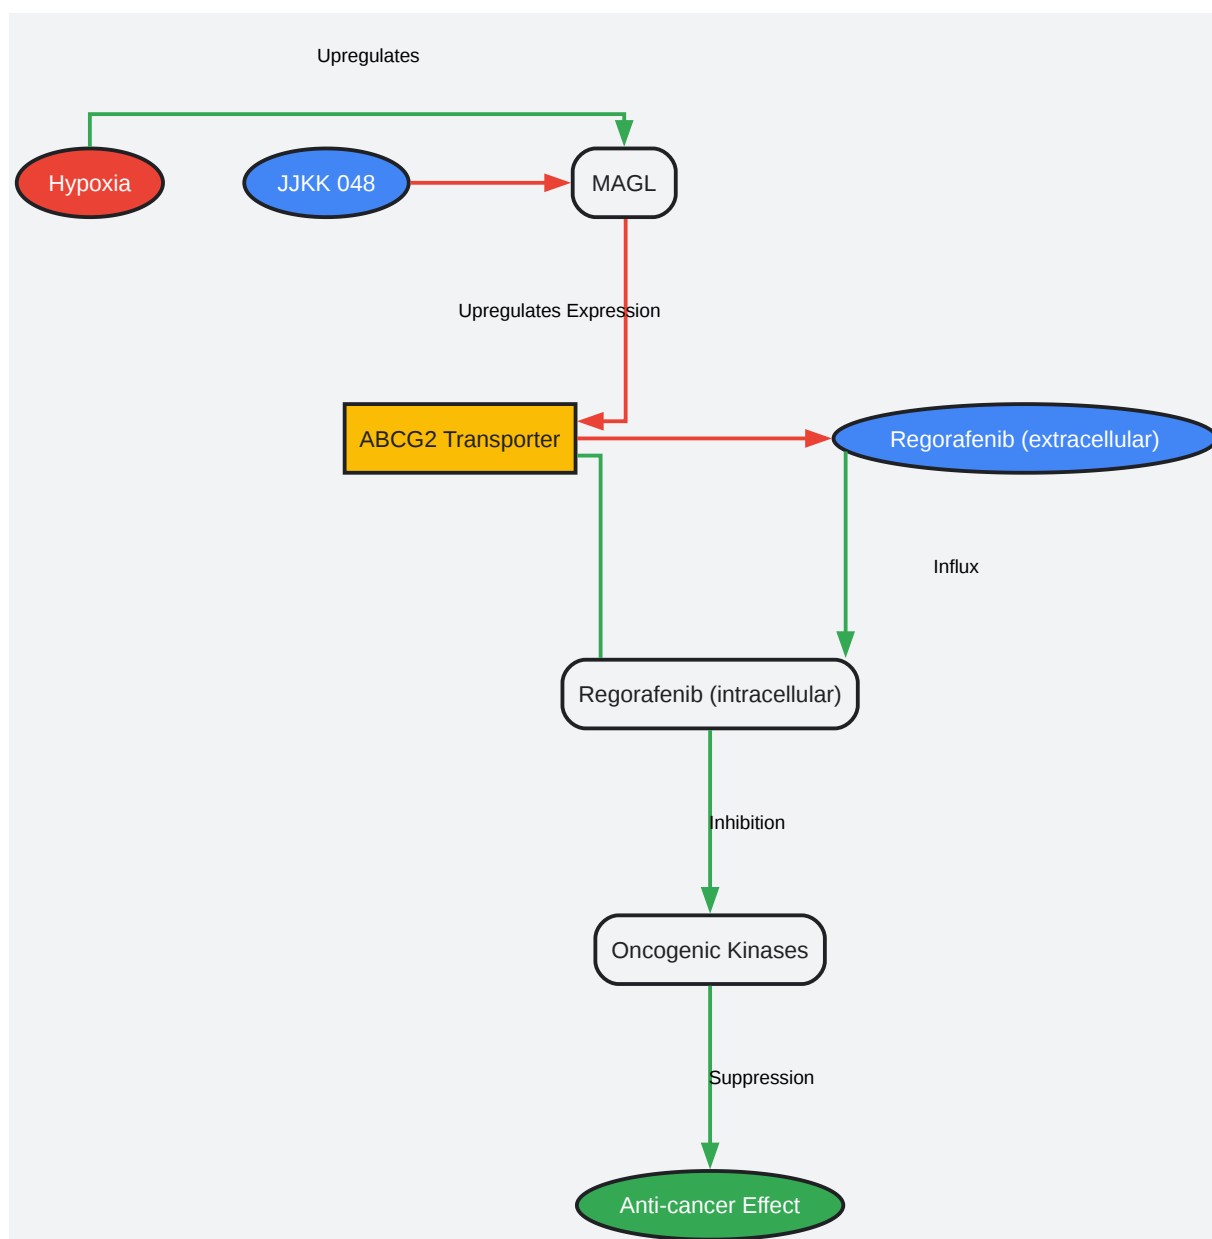 Upregulates
Hypoxia
JJKK 048
MAGL
Upregulates Expression
ABCG2 Transporter
Regorafenib (extracellular)
Influx
Regorafenib (intracellular)
Inhibition
Oncogenic Kinases
Suppression
Anti-cancer Effect